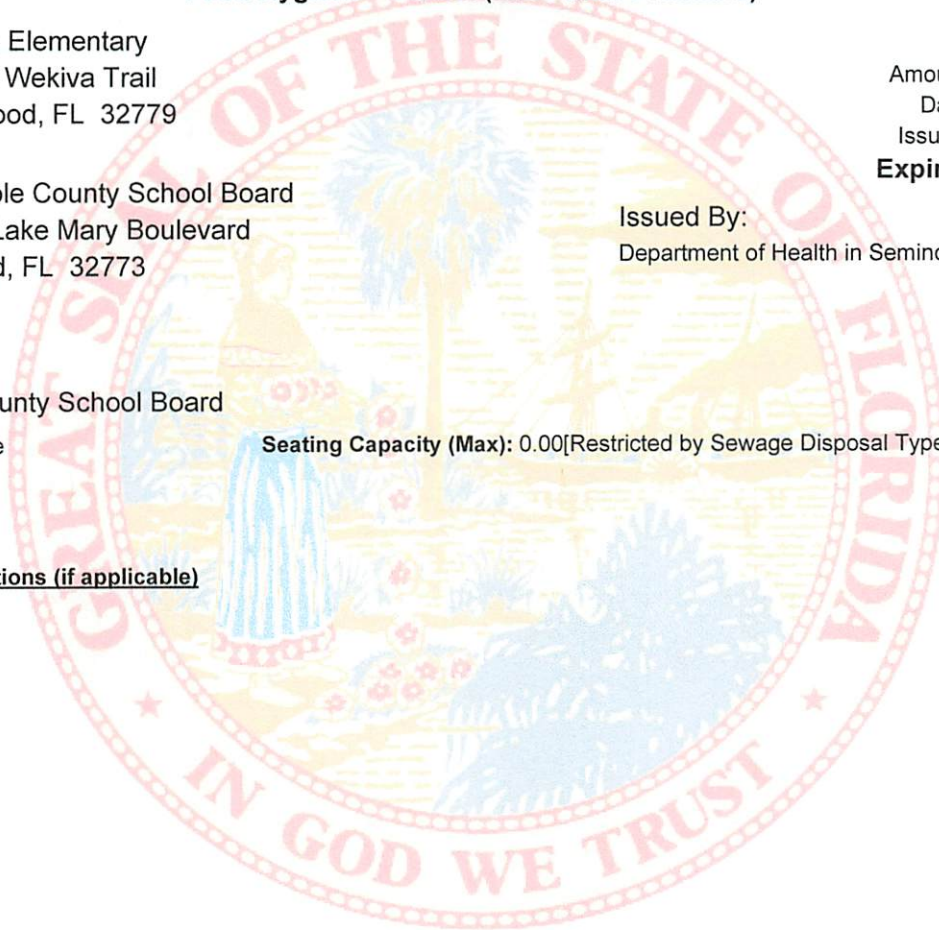 Elementary
Wekiva Trail
ood, FL 32779
Amou
Da
Issu
Expir
ole County School Board
Lake Mary Boulevard
d, FL 32773
Issued By:
Department of Health in Semino
unty School Board
e
Seating Capacity (Max): 0.00[Restricted by Sewage Disposal Type
tions (if applicable)
GREAT SEAL OF THE STATE OF FLORIDA
IN GOD WE TRUST